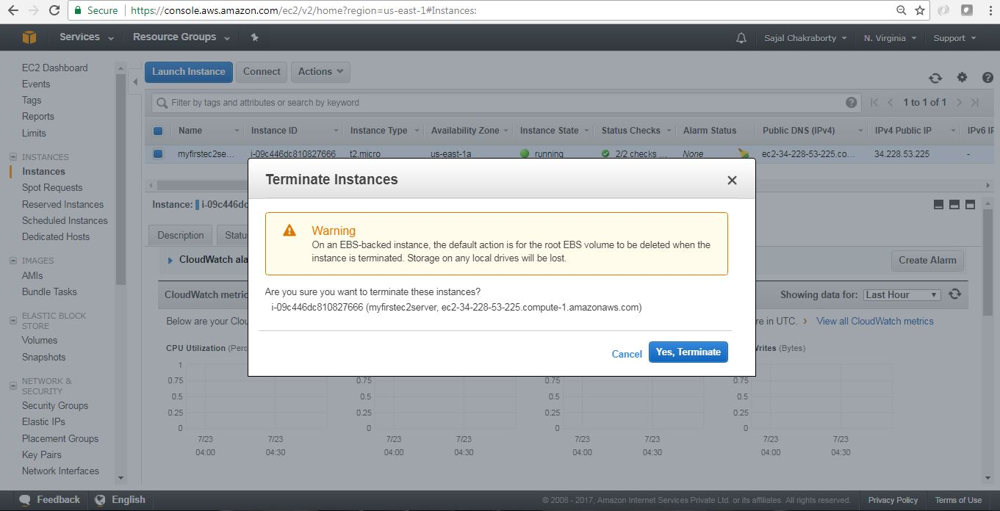 Secure https://console.aws.amazon.com/ec2/v2/home?region=us-east-1#Instances:
Services Resource Groups Sajal Chakraborty N. Virginia Support
EC2 Dashboard
Events
Tags
Reports
Limits
INSTANCES
Instances
Spot Requests
Reserved Instances
Scheduled Instances
Dedicated Hosts
IMAGES
AMIs
Bundle Tasks
ELASTIC BLOCK
STORE
Volumes
Snapshots
NETWORK &
SECURITY
Security Groups
Elastic IPs
Placement Groups
Key Pairs
Network Interfaces
Launch Instance Connect Actions
Filter by tags and attributes or search by keyword 1 to 1 of 1
Name Instance ID Instance Type Availability Zone Instance State Status Checks Alarm Status Public DNS (IPv4) IPv4 Public IP IPv6 IP
myfirstec2se... i-09c446dc810827666 t2.micro us-east-1a running 2/2 checks ... None ec2-34-228-53-225.co... 34.228.53.225 -
Terminate Instances
Warning
On an EBS-backed instance, the default action is for the root EBS volume to be deleted when the
instance is terminated. Storage on any local drives will be lost.
Are you sure you want to terminate these instances?
i-09c446dc810827666 (myfirstec2server, ec2-34-228-53-225.compute-1.amazonaws.com)
Cancel Yes, Terminate
Instance: i-09c446dc
Description Statu
CloudWatch ala Create Alarm
CloudWatch metric Showing data for: Last Hour
Below are your Clou re in UTC. View all CloudWatch metrics
CPU Utilization (Perc Writes (Bytes)
1
0.75 0.75 0.75 0.75
0.5 0.5 0.5 0.5
0.25 0.25 0.25 0.25
0 0 0 0
7/23 7/23 7/23 7/23 7/23 7/23 7/23 7/23
04:00 04:30 04:00 04:30 04:00 04:30 04:00 04:30
Feedback English © 2008 - 2017, Amazon Internet Services Private Ltd. or its affiliates. All rights reserved. Privacy Policy Terms of Use